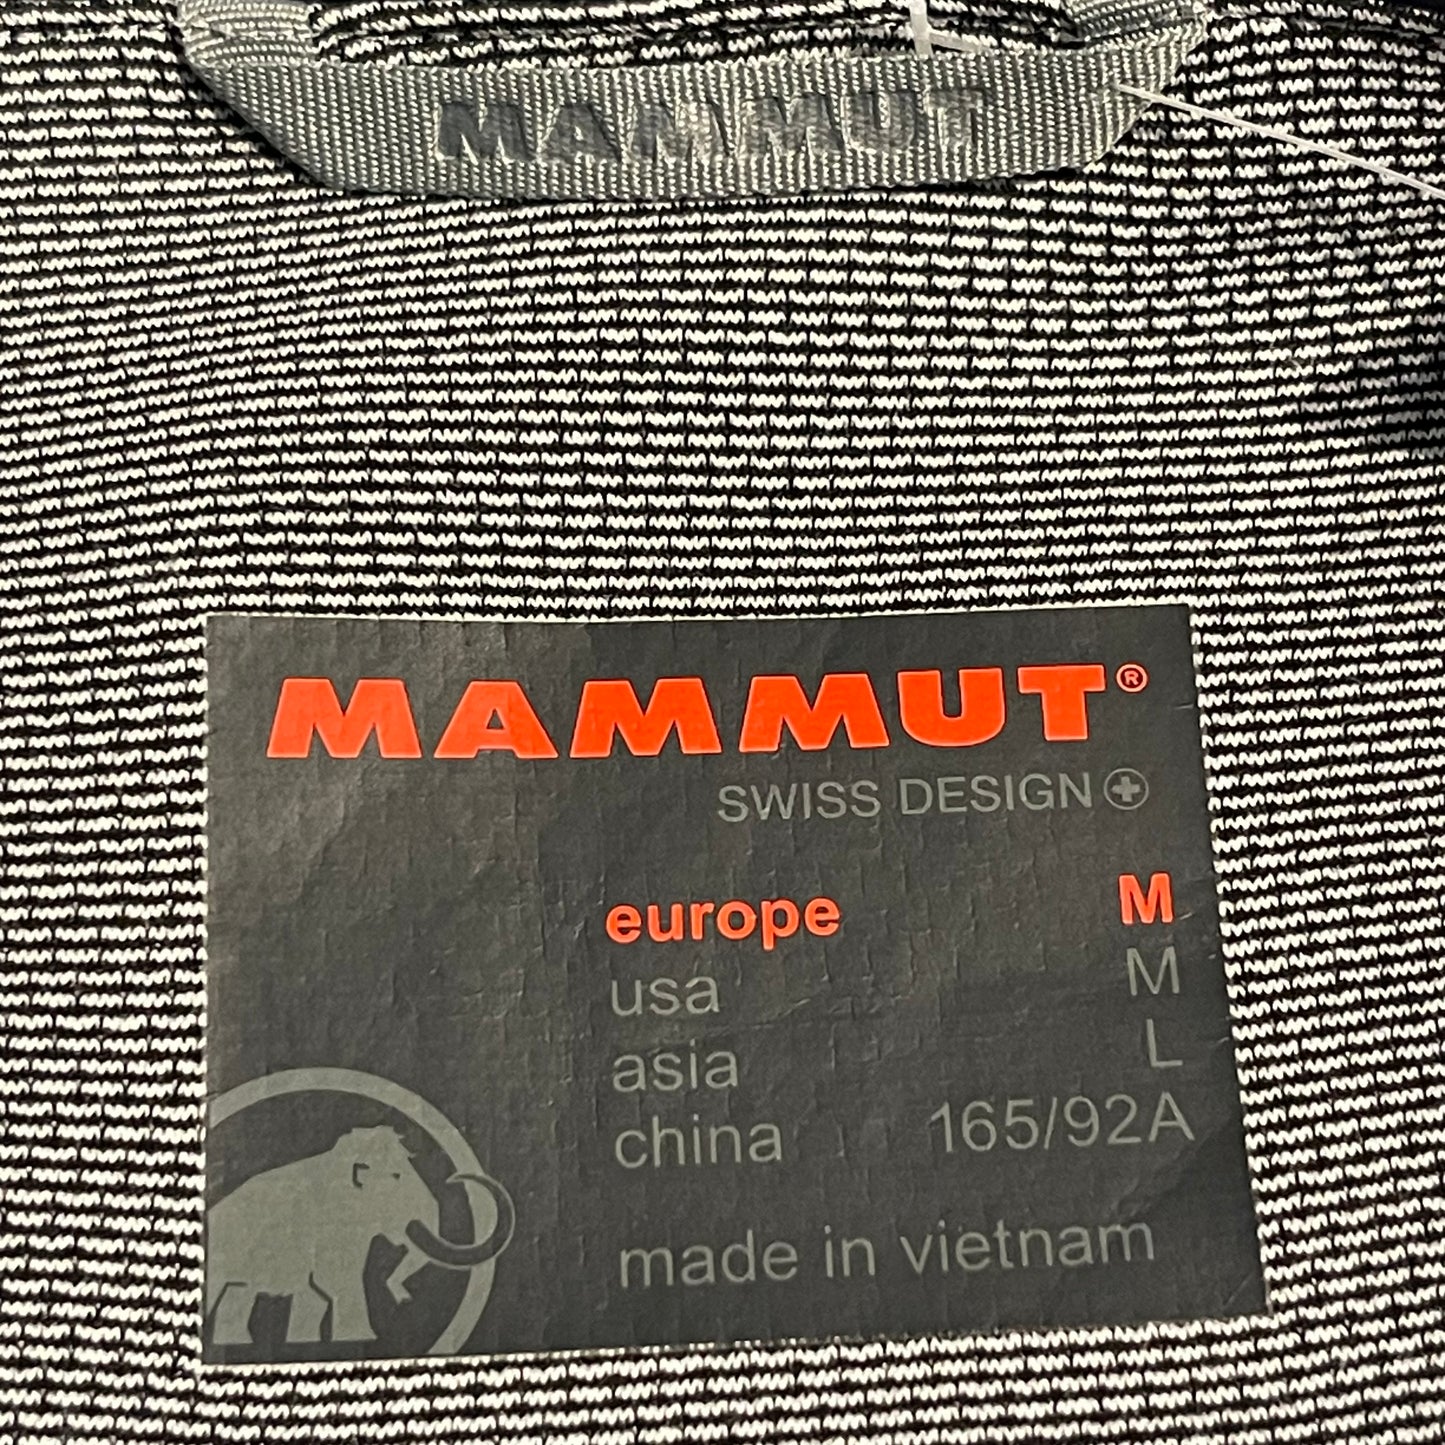 MAMMUT
MAMMUT®
SWISS DESIGN
europe M
usa M
asia L
china 165/92A
made in vietnam